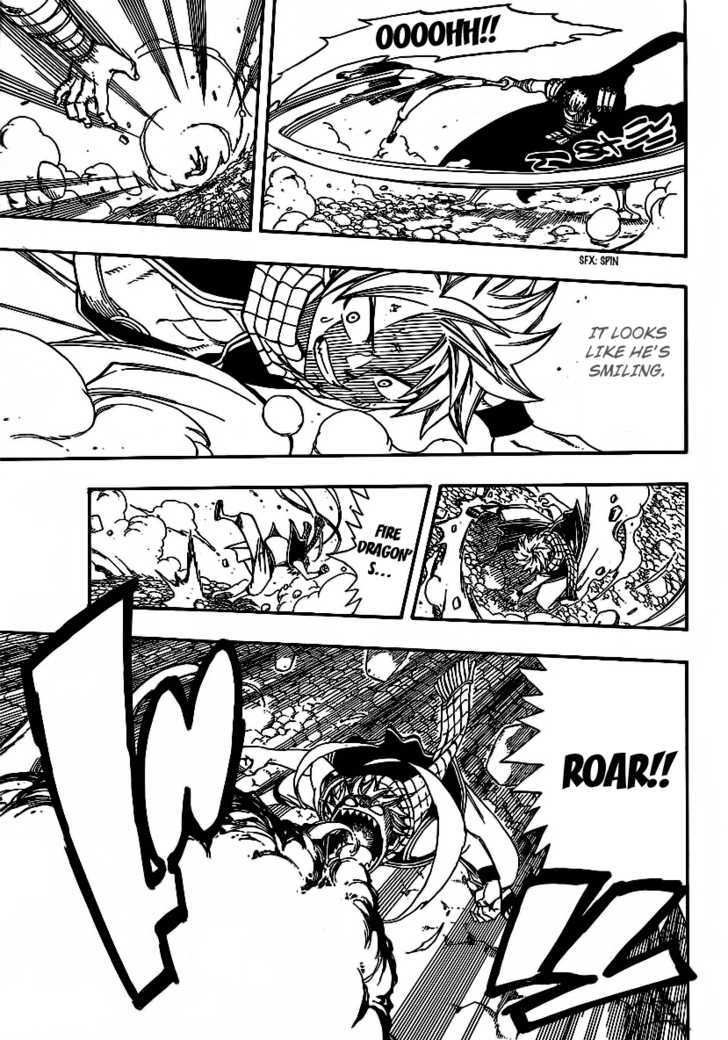 OOOOHH!!
SFX: SPIN
IT LOOKS
LIKE HE'S
SMILING.
FIRE
DRAGON'
S...
ROAR!!